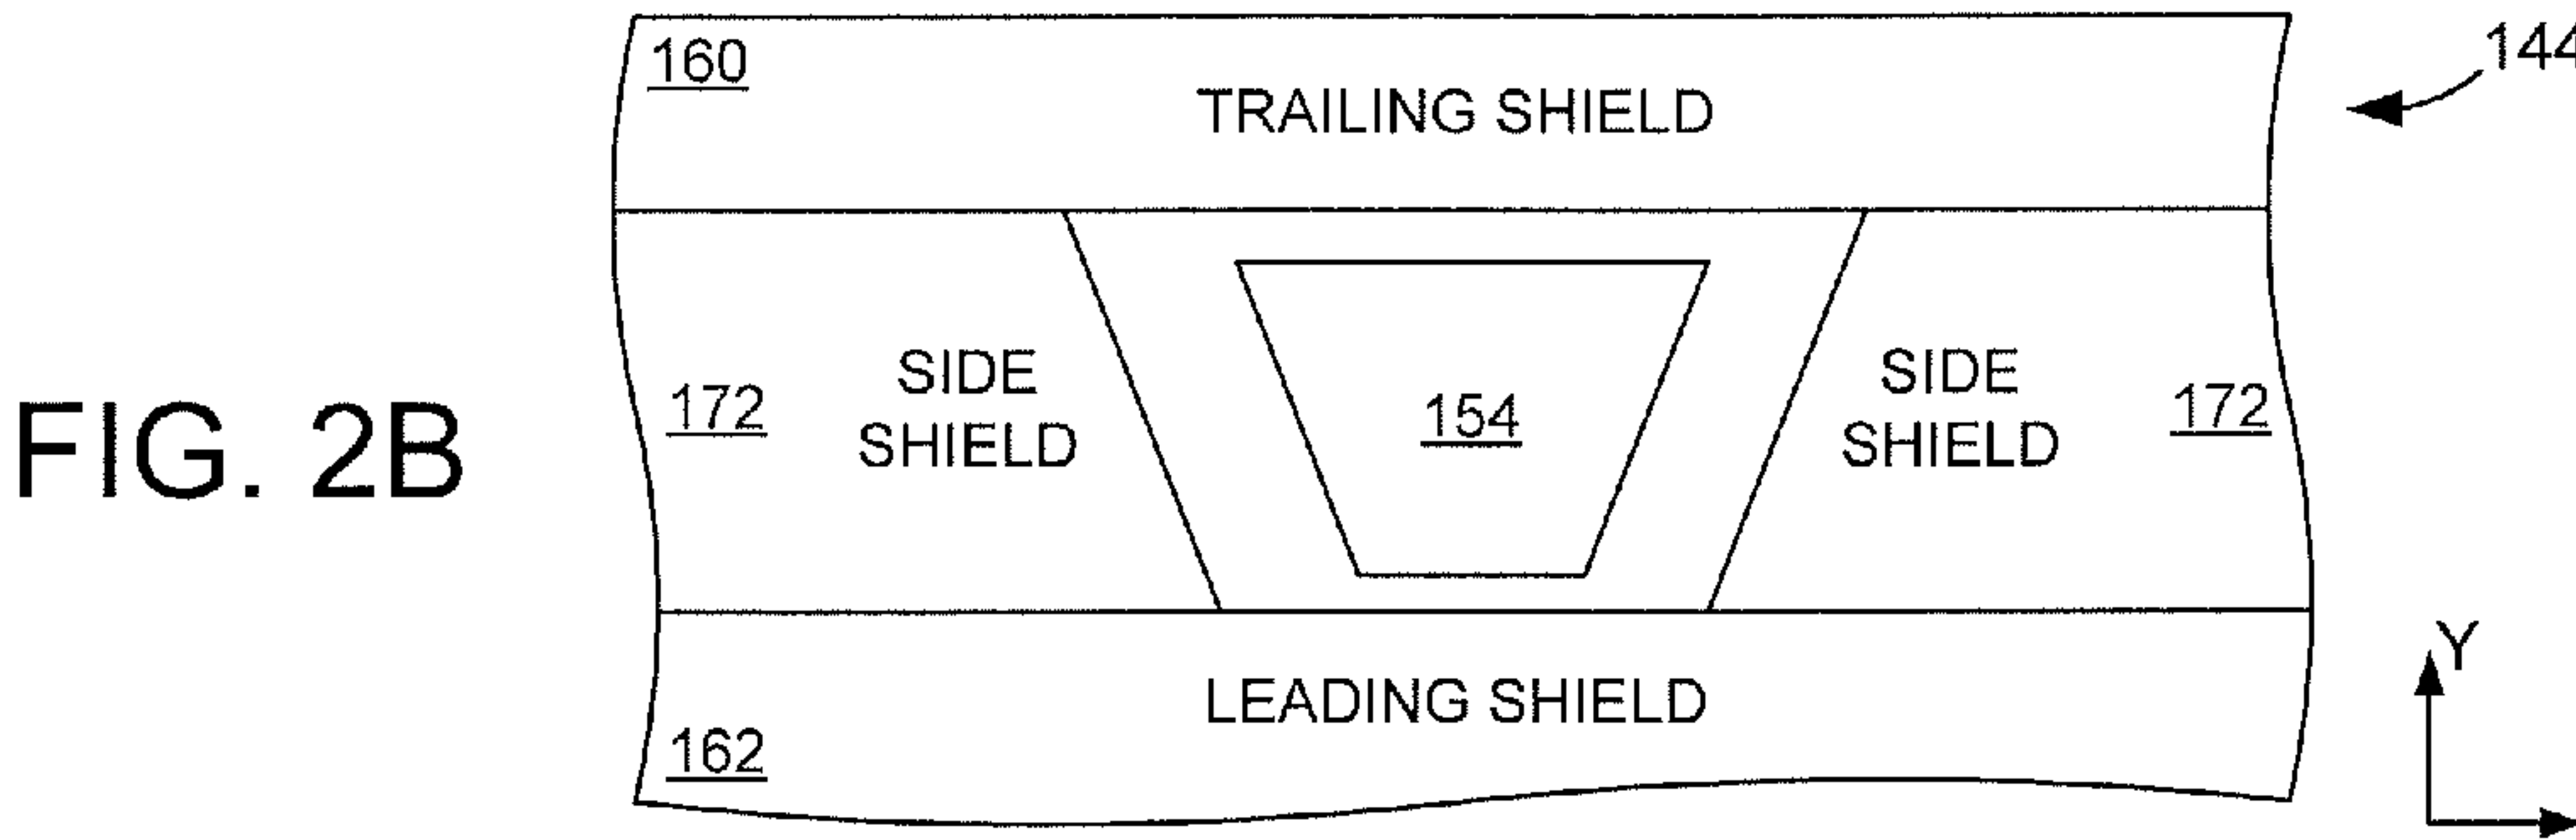 160
144
TRAILING SHIELD
SIDE
SHIELD
172
154
SIDE
SHIELD
172
FIG. 2B
LEADING SHIELD
162
Y